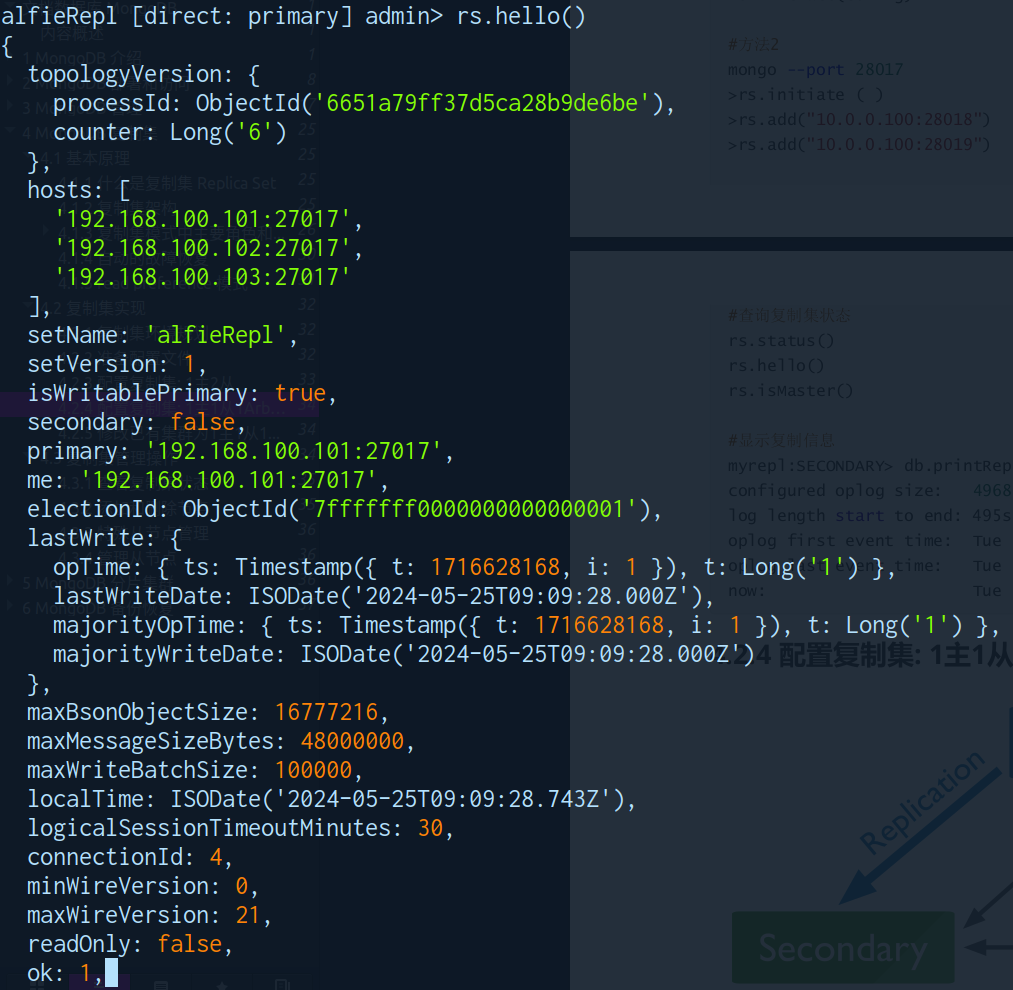 alfieRepl [direct: primary] admin> rs.hello()
{
  topologyVersion: {
    processId: ObjectId('6651a79ff37d5ca28b9de6be'),
    counter: Long('6')
  },
  hosts: [
    '192.168.100.101:27017',
    '192.168.100.102:27017',
    '192.168.100.103:27017'
  ],
  setName: 'alfieRepl',
  setVersion: 1,
  isWritablePrimary: true,
  secondary: false,
  primary: '192.168.100.101:27017',
  me: '192.168.100.101:27017',
  electionId: ObjectId('7fffffff0000000000000001'),
  lastWrite: {
    opTime: { ts: Timestamp({ t: 1716628168, i: 1 }), t: Long('1') },
    lastWriteDate: ISODate('2024-05-25T09:09:28.000Z'),
    majorityOpTime: { ts: Timestamp({ t: 1716628168, i: 1 }), t: Long('1') },
    majorityWriteDate: ISODate('2024-05-25T09:09:28.000Z')
  },
  maxBsonObjectSize: 16777216,
  maxMessageSizeBytes: 48000000,
  maxWriteBatchSize: 100000,
  localTime: ISODate('2024-05-25T09:09:28.743Z'),
  logicalSessionTimeoutMinutes: 30,
  connectionId: 4,
  minWireVersion: 0,
  maxWireVersion: 21,
  readOnly: false,
  ok: 1,
#方法2
mongo --port 28017
>rs.initiate ( )
>rs.add("10.0.0.100:28018")
>rs.add("10.0.0.100:28019")
#查询复制集状态
rs.status()
rs.hello()
rs.isMaster()
#显示复制信息
myrepl:SECONDARY> db.printRep
configured oplog size: 4968
log length start to end: 495s
oplog first event time: Tue
now: Tue
4 配置复制集: 1主1从
Replication
Secondary